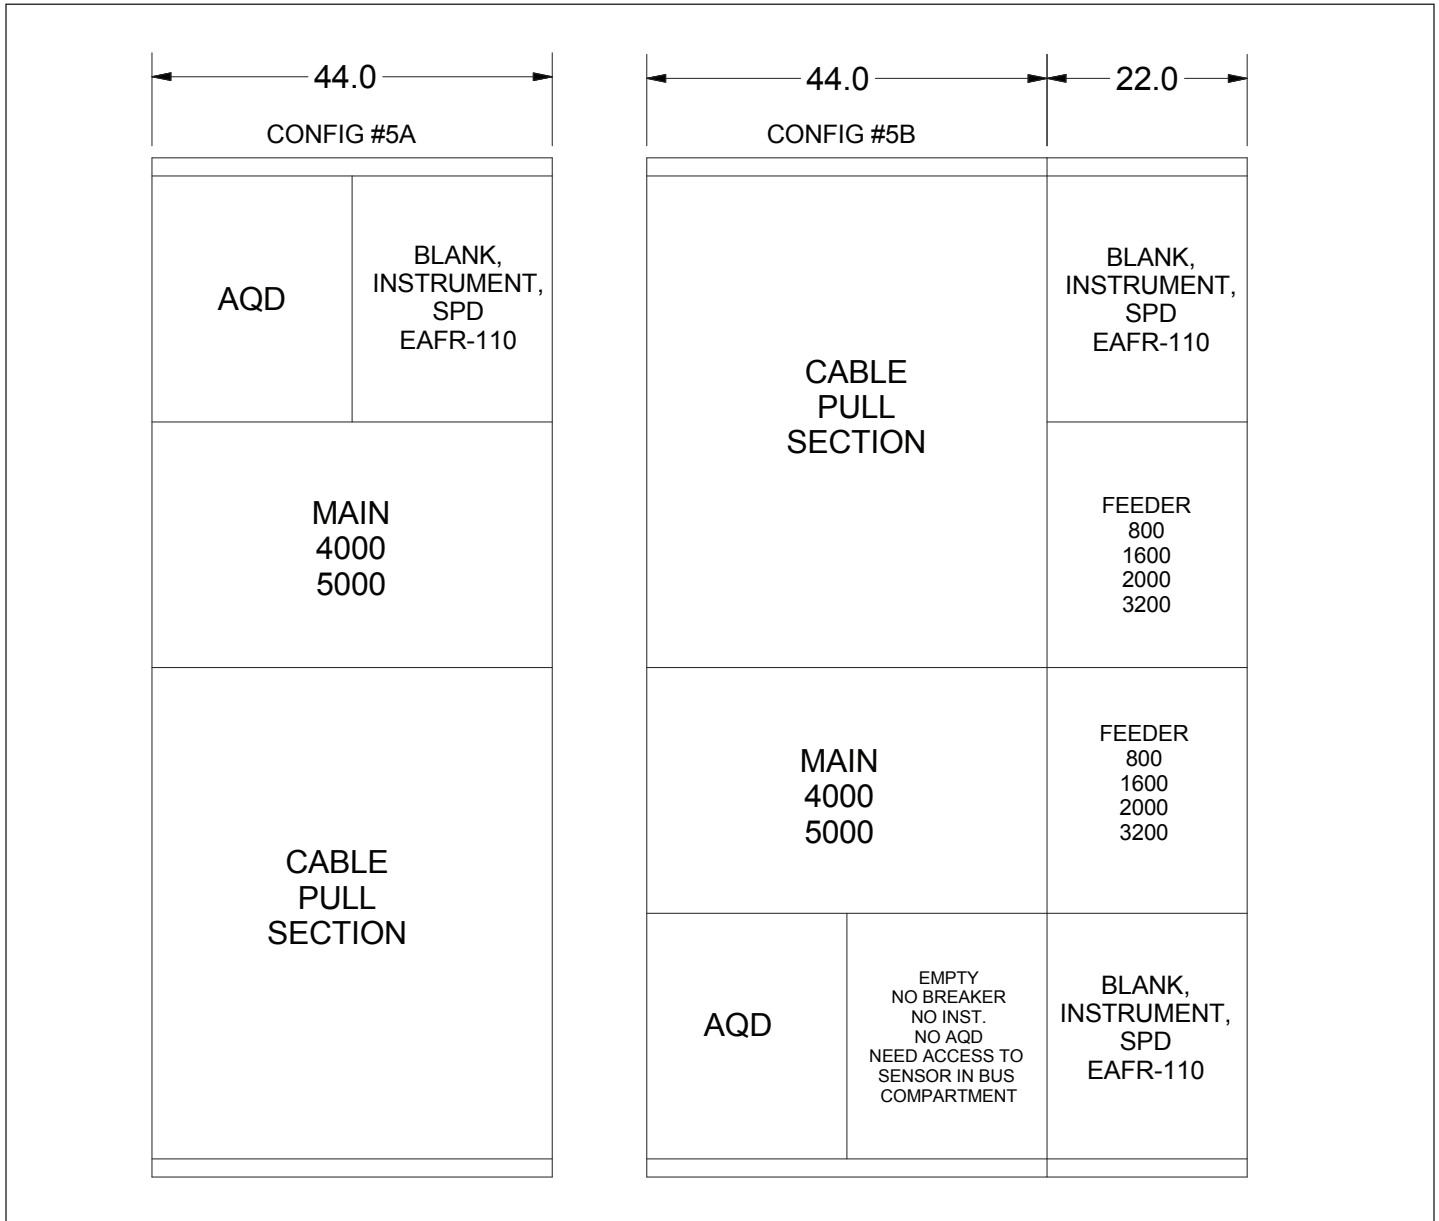 44.0
44.0
22.0
CONFIG #5A
CONFIG #5B
AQD
BLANK,
INSTRUMENT,
SPD
EAFR-110
MAIN
4000
5000
CABLE
PULL
SECTION
CABLE
PULL
SECTION
MAIN
4000
5000
AQD
EMPTY
NO BREAKER
NO INST.
NO AQD
NEED ACCESS TO
SENSOR IN BUS
COMPARTMENT
BLANK,
INSTRUMENT,
SPD
EAFR-110
FEEDER
800
1600
2000
3200
FEEDER
800
1600
2000
3200
BLANK,
INSTRUMENT,
SPD
EAFR-110